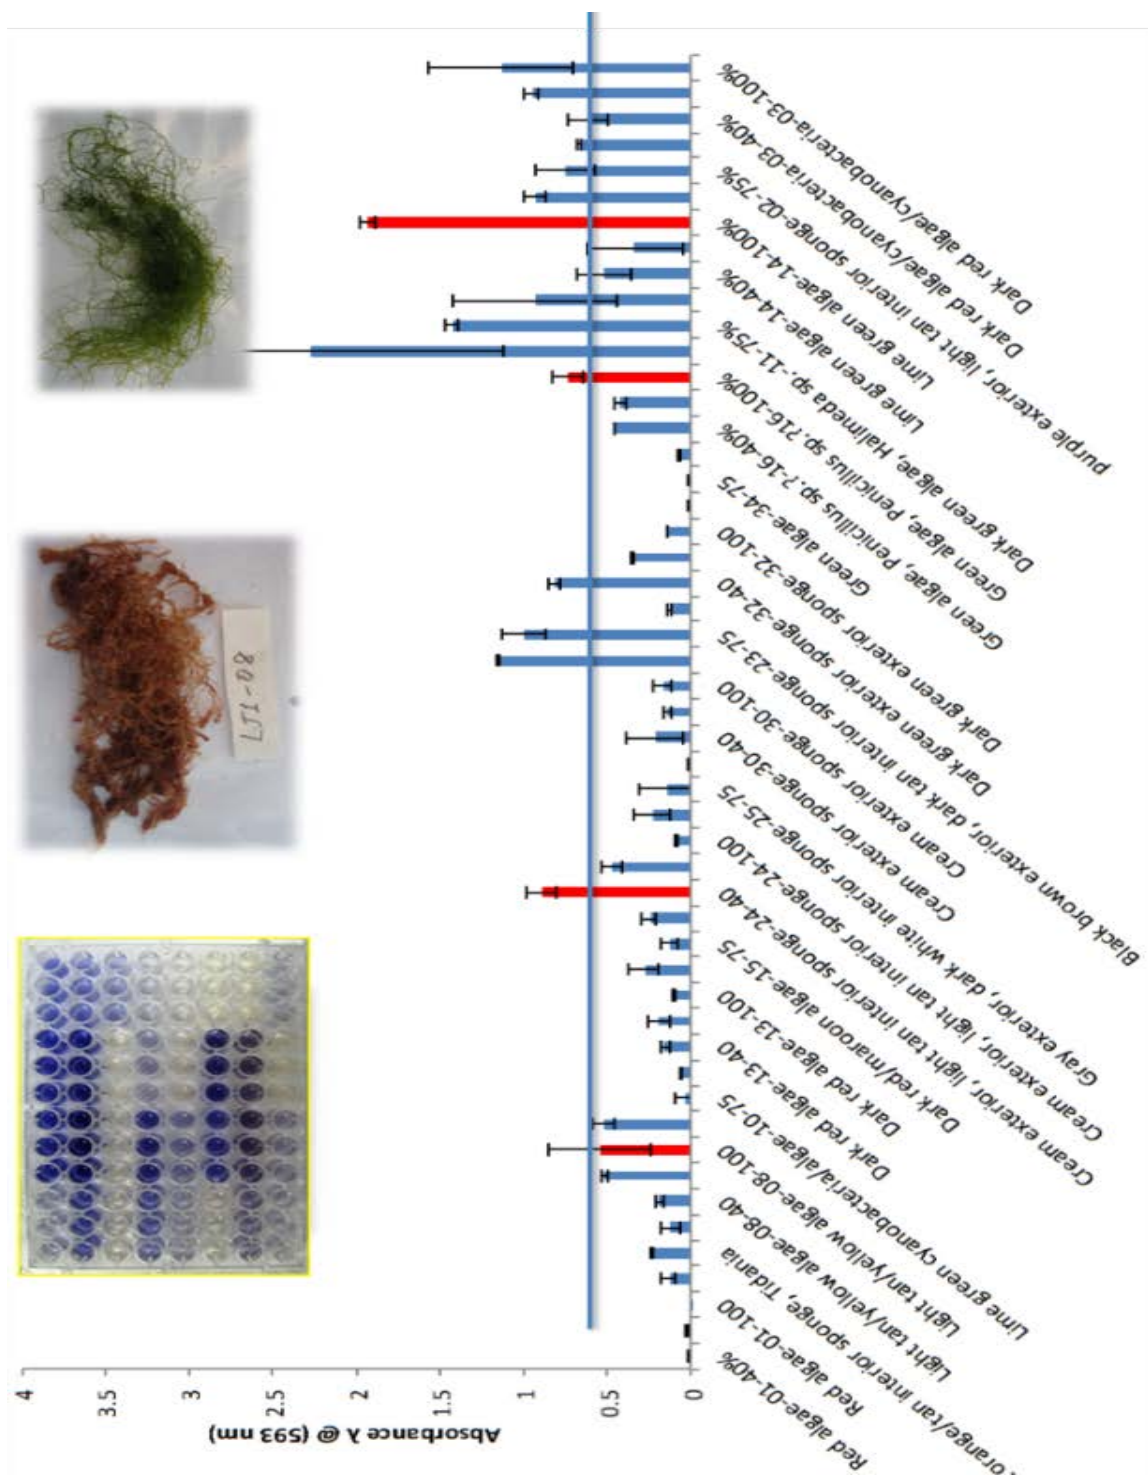 Absorbance λ @ (593 nm)
4
3.5
3
2.5
2
1.5
1
0.5
0
Red algae-01-40%
Red algae-01-100
, orange/tan interior sponge, Tidania
Light tan/yellow algae-08-40
Light tan/yellow algae-08-100
Lime green cyanobacteria/algae-10-75
Dark red algae-13-40
Dark red algae-13-100
Dark red/maroon algae-15-75
Cream exterior, light tan interior sponge-24-40
Cream exterior, light tan interior sponge-24-100
Gray exterior, dark white interior sponge-25-75
Cream exterior sponge-30-40
Cream exterior sponge-30-100
Black brown exterior, dark tan interior sponge-23-75
Dark green exterior sponge-32-40
Dark green exterior sponge-32-100
Green algae-34-75
Green algae, Penicillus sp.?-16-40%
Green algae, Penicillus sp.?16-100%
Dark green algae, Halimeda sp.-11-75%
Lime green algae-14-40%
Lime green algae-14-100%
purple exterior, light tan interior sponge-02-75%
Dark red algae/cyanobacteria-03-40%
Dark red algae/cyanobacteria-03-100%
LJ1-08